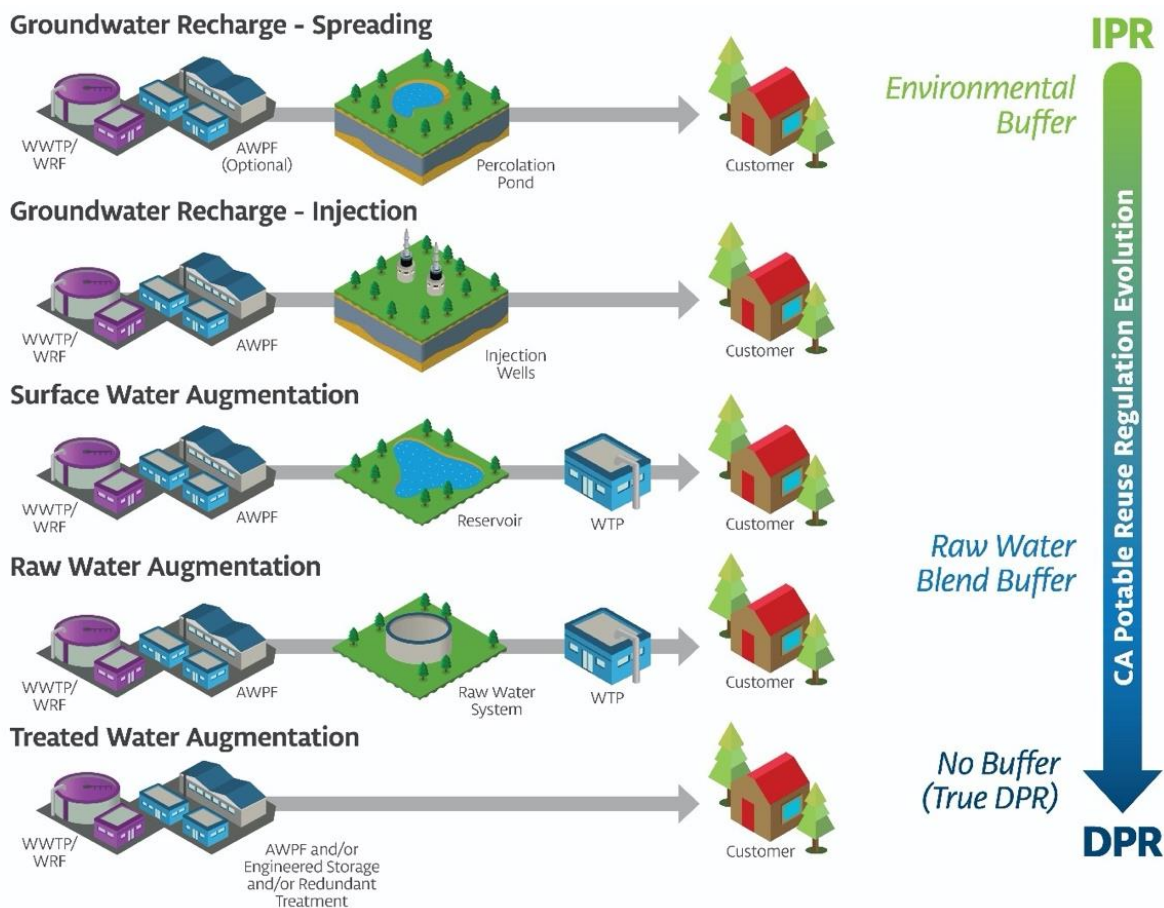 Groundwater Recharge - Spreading
WWTP/
WRF
AWPF
(Optional)
Percolation
Pond
Customer
Groundwater Recharge - Injection
WWTP/
WRF
AWPF
Injection
Wells
Customer
Surface Water Augmentation
WWTP/
WRF
AWPF
Reservoir
WTP
Customer
Raw Water Augmentation
WWTP/
WRF
AWPF
Raw Water
System
WTP
Customer
Treated Water Augmentation
WWTP/
WRF
AWPF and/or
Engineered Storage
and/or Redundant
Treatment
Customer
IPR
Environmental
Buffer
CA Potable Reuse Regulation Evolution
Raw Water
Blend Buffer
No Buffer
(True DPR)
DPR